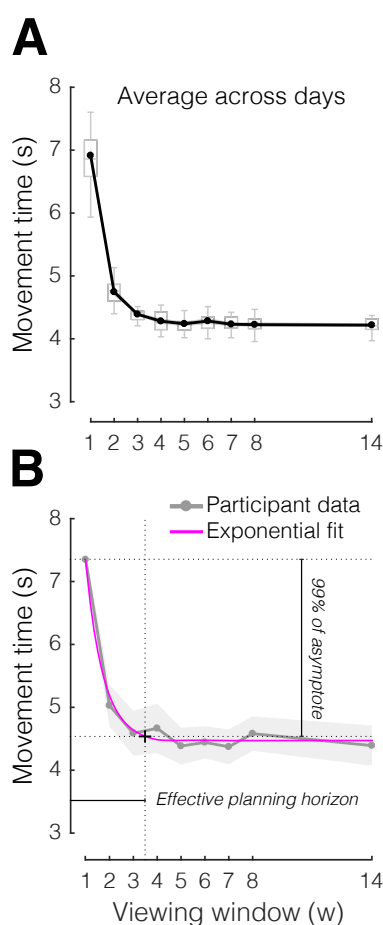 A
Average across days
Movement time (s)
8
7
6
5
4
3
1 2 3 4 5 6 7 8 14
B
Participant data
Exponential fit
Movement time (s)
8
7
6
5
4
3
99% of asymptote
Effective planning horizon
1 2 3 4 5 6 7 8 14
Viewing window (w)